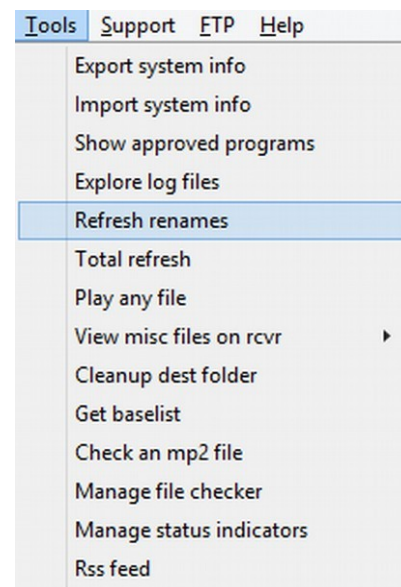 Tools Support FTP Help
Export system info
Import system info
Show approved programs
Explore log files
Refresh renames
Total refresh
Play any file
View misc files on rcvr
Cleanup dest folder
Get baselist
Check an mp2 file
Manage file checker
Manage status indicators
Rss feed